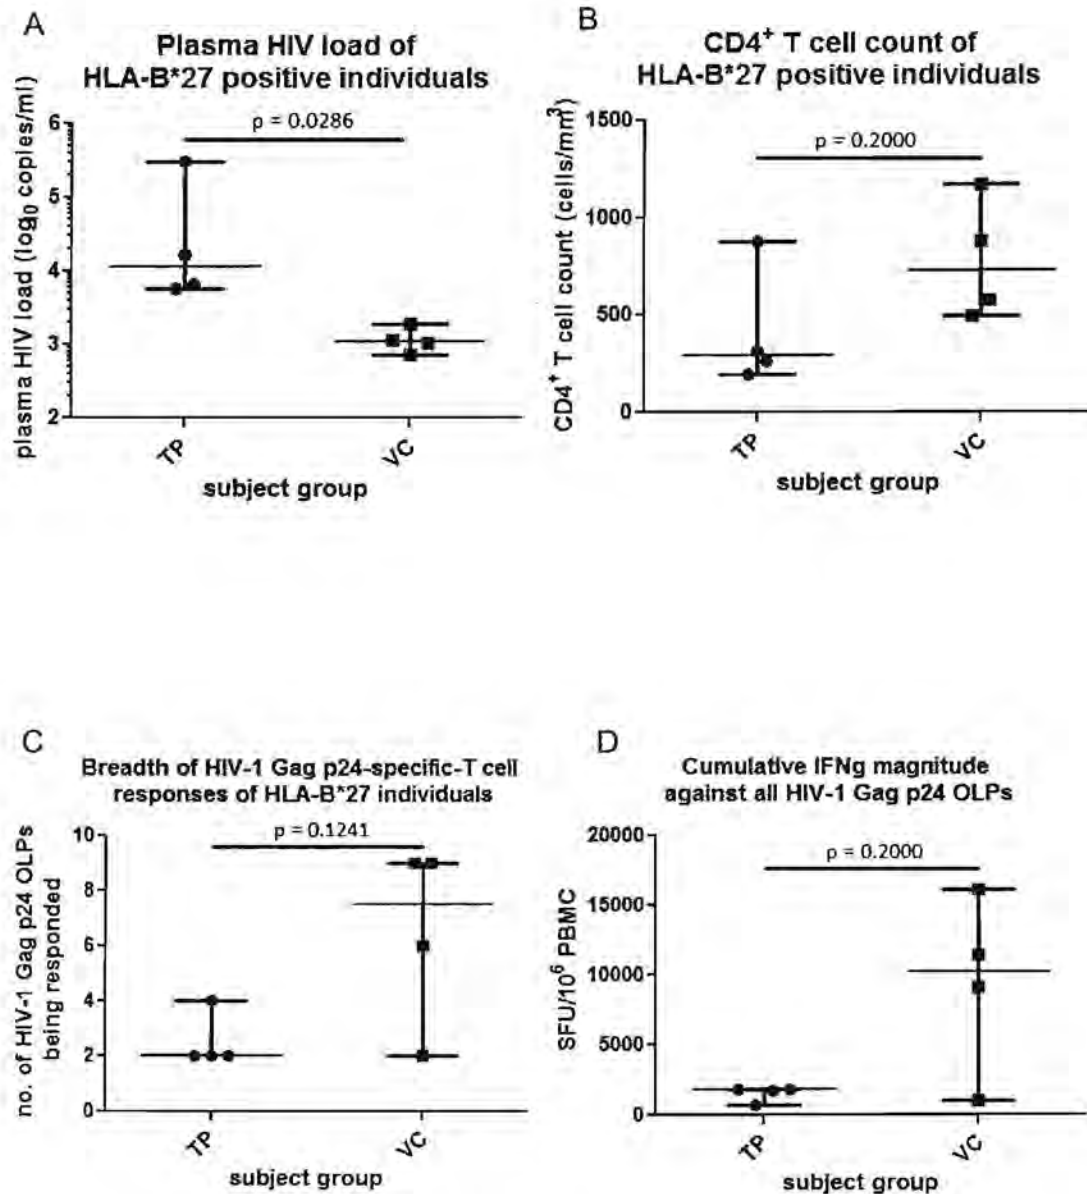 A
Plasma HIV load of
HLA-B*27 positive individuals
p = 0.0286
plasma HIV load (log₀ copies/ml)
6
5
4
3
2
TP
VC
subject group
B
CD4⁺ T cell count of
HLA-B*27 positive individuals
p = 0.2000
CD4⁺ T cell count (cells/mm³)
1500
1000
500
0
TP
VC
subject group
C
Breadth of HIV-1 Gag p24-specific-T cell
responses of HLA-B*27 individuals
p = 0.1241
no. of HIV-1 Gag p24 OLPs
being responded
10
8
6
4
2
0
TP
VC
subject group
D
Cumulative IFNg magnitude
against all HIV-1 Gag p24 OLPs
p = 0.2000
SFU/10⁶ PBMC
20000
15000
10000
5000
0
TP
VC
subject group